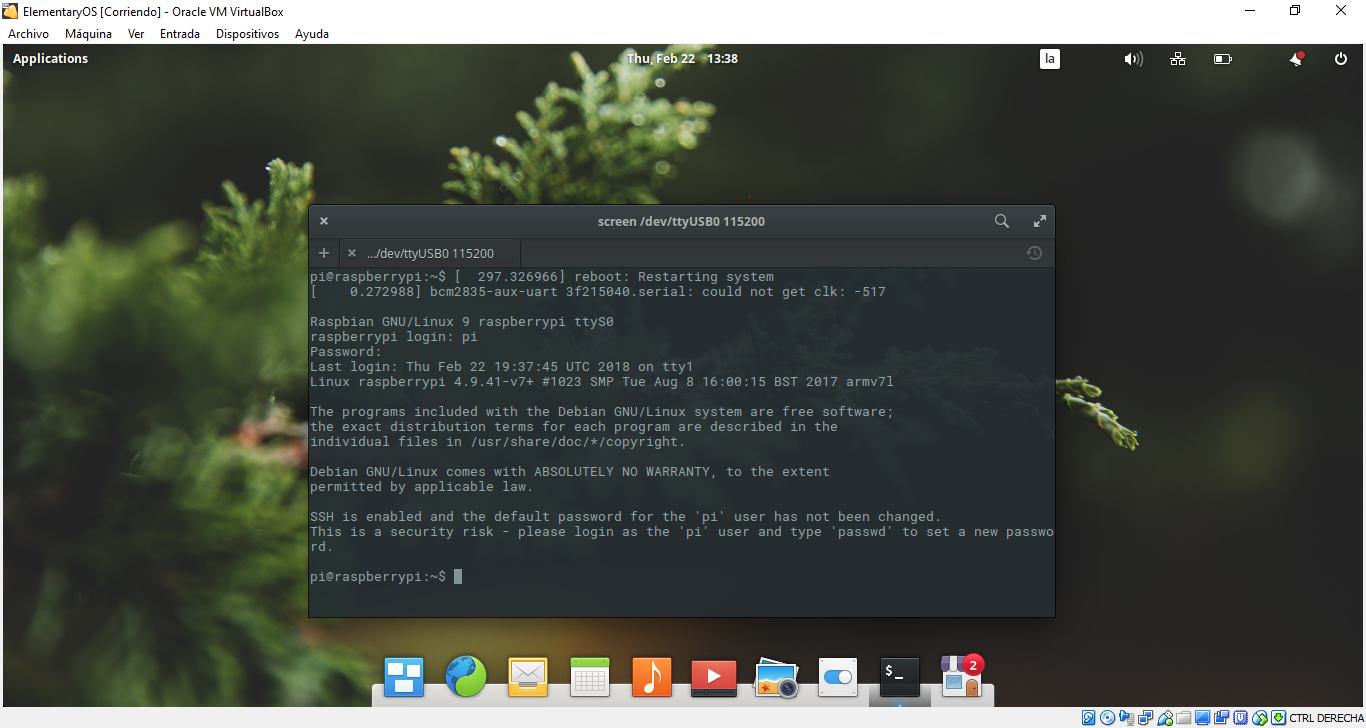 ElementaryOS [Corriendo] - Oracle VM VirtualBox
Archivo Máquina Ver Entrada Dispositivos Ayuda
Applications Thu, Feb 22 13:38 la
screen /dev/ttyUSB0 115200
.../dev/ttyUSB0 115200
pi@raspberrypi:~$ [  297.326966] reboot: Restarting system
[    0.272988] bcm2835-aux-uart 3f215040.serial: could not get clk: -517
Raspbian GNU/Linux 9 raspberrypi ttyS0
raspberrypi login: pi
Password:
Last login: Thu Feb 22 19:37:45 UTC 2018 on tty1
Linux raspberrypi 4.9.41-v7+ #1023 SMP Tue Aug 8 16:00:15 BST 2017 armv7l
The programs included with the Debian GNU/Linux system are free software;
the exact distribution terms for each program are described in the
individual files in /usr/share/doc/*/copyright.
Debian GNU/Linux comes with ABSOLUTELY NO WARRANTY, to the extent
permitted by applicable law.
SSH is enabled and the default password for the 'pi' user has not been changed.
This is a security risk - please login as the 'pi' user and type 'passwd' to set a new passwo
rd.
pi@raspberrypi:~$
$_
2
CTRL DERECHA